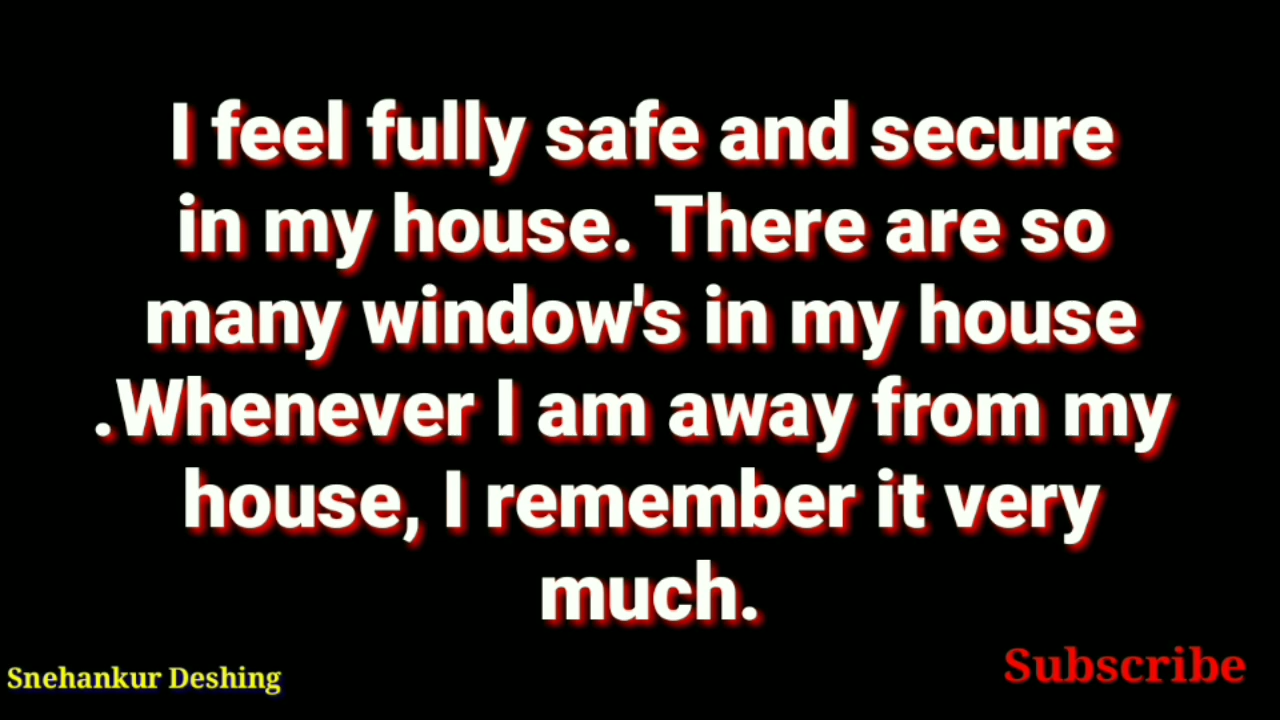 I feel fully safe and secure
in my house. There are so
many window's in my house
.Whenever I am away from my
house, I remember it very
much.
Snehankur Deshing
Subscribe